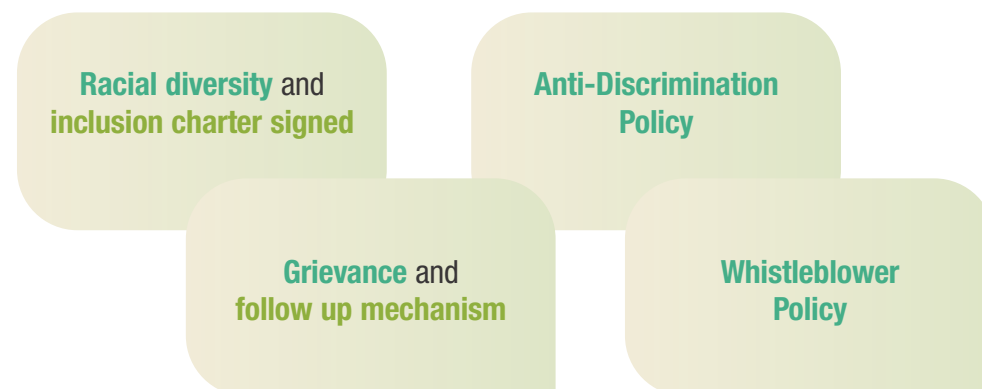 Racial diversity and
inclusion charter signed
Anti-Discrimination
Policy
Grievance and
follow up mechanism
Whistleblower
Policy